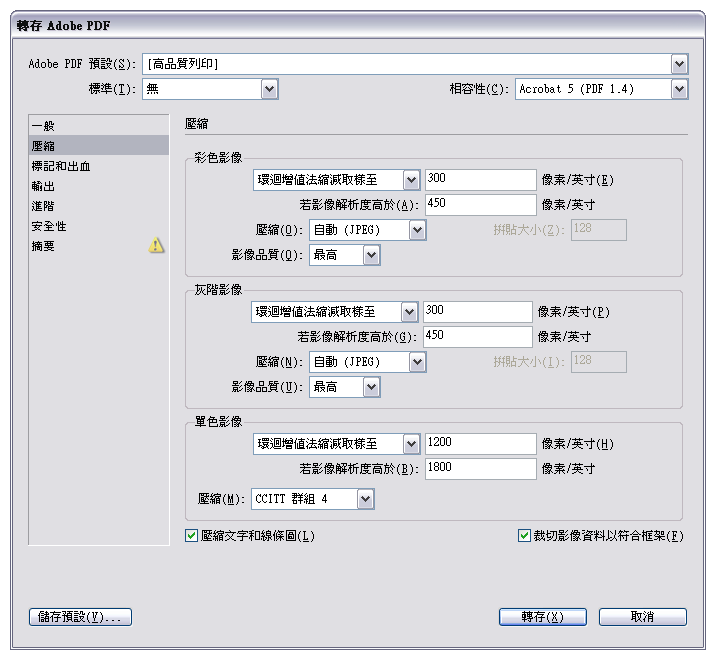 轉存 Adobe PDF
Adobe PDF 預設(S): [高品質列印]
標準(T): 無 相容性(C): Acrobat 5 (PDF 1.4)
一般
壓縮
標記和出血
輸出
進階
安全性
摘要
壓縮
彩色影像
環迴增值法縮減取樣至 300 像素/英寸(E)
若影像解析度高於(A): 450 像素/英寸
壓縮(O): 自動 (JPEG) 拼貼大小(Z): 128
影像品質(Q): 最高
灰階影像
環迴增值法縮減取樣至 300 像素/英寸(P)
若影像解析度高於(G): 450 像素/英寸
壓縮(N): 自動 (JPEG) 拼貼大小(I): 128
影像品質(U): 最高
單色影像
環迴增值法縮減取樣至 1200 像素/英寸(H)
若影像解析度高於(B): 1800 像素/英寸
壓縮(M): CCITT 群組 4
壓縮文字和線條圖(L) 裁切影像資料以符合框架(F)
儲存預設(V)... 轉存(X) 取消